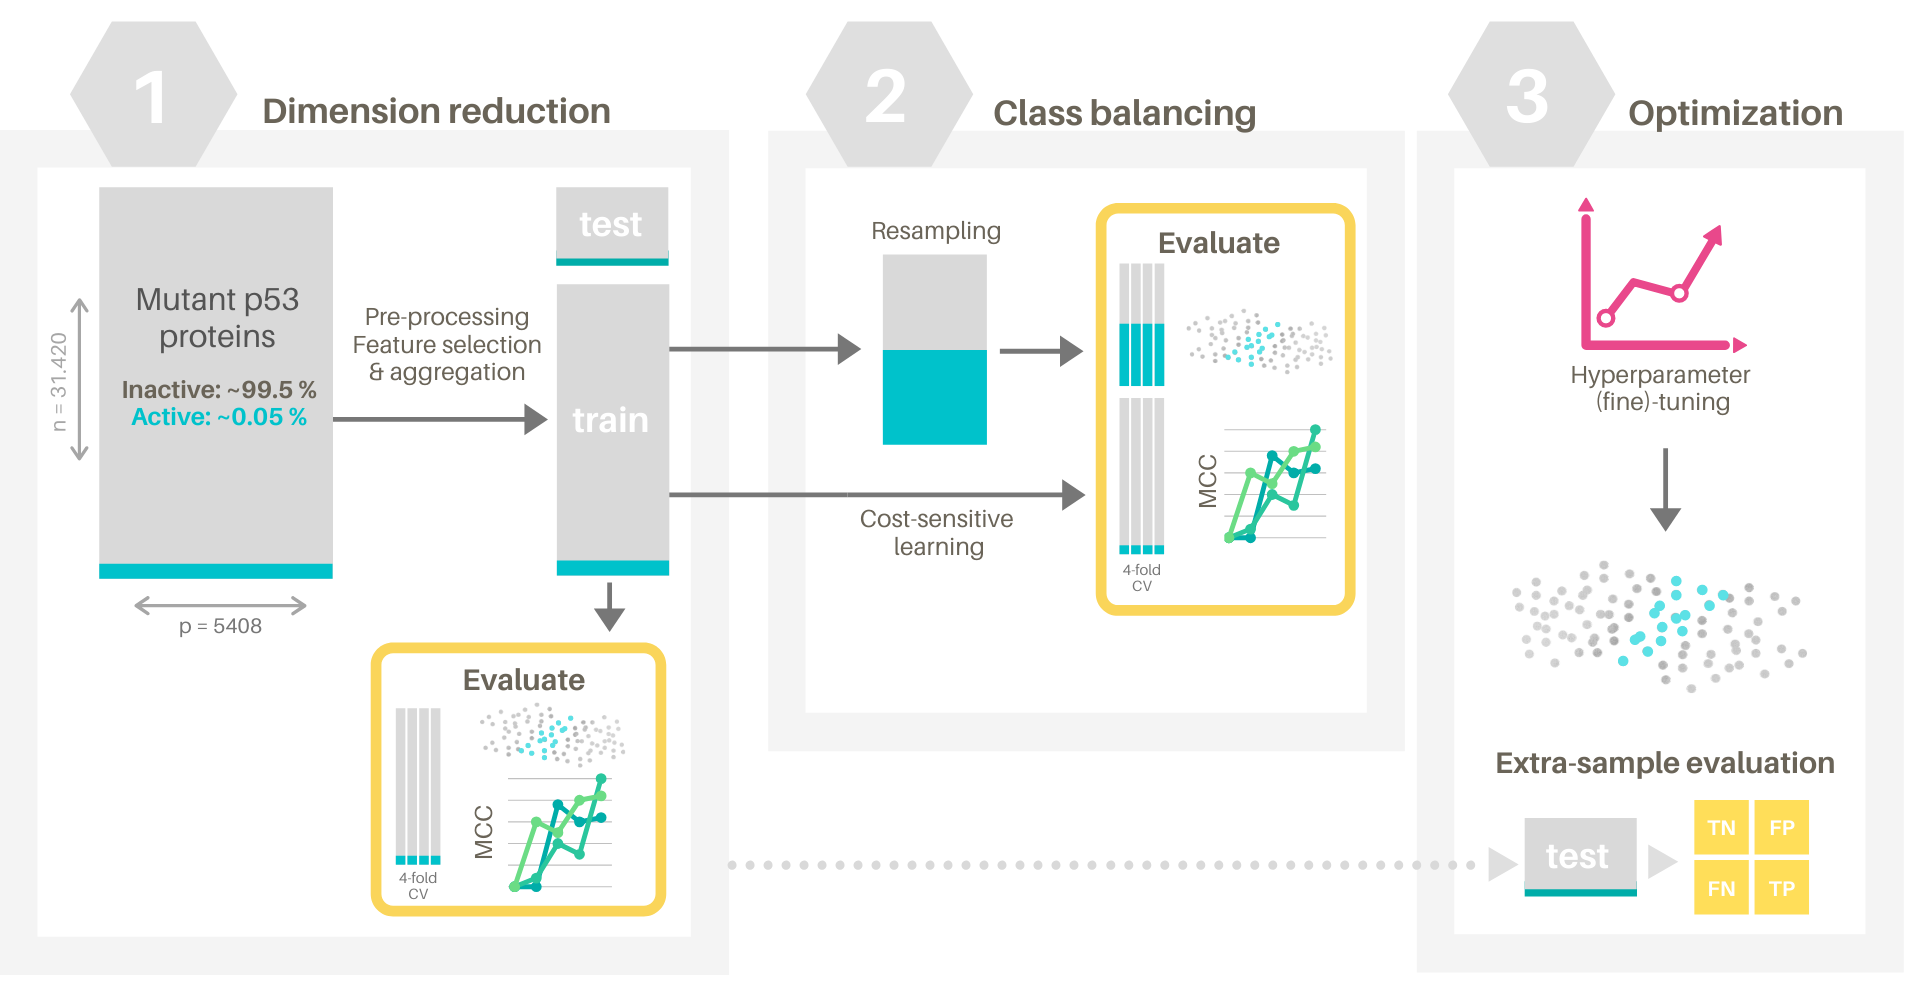 1
Dimension reduction
n = 31.420
Mutant p53
proteins
Inactive: ~99.5 %
Active: ~0.05 %
p = 5408
Pre-processing
Feature selection
& aggregation
test
train
Evaluate
4-fold
CV
MCC
2
Class balancing
Resampling
Cost-sensitive
learning
Evaluate
MCC
4-fold
CV
3
Optimization
Hyperparameter
(fine)-tuning
Extra-sample evaluation
test
TN FP
FN TP